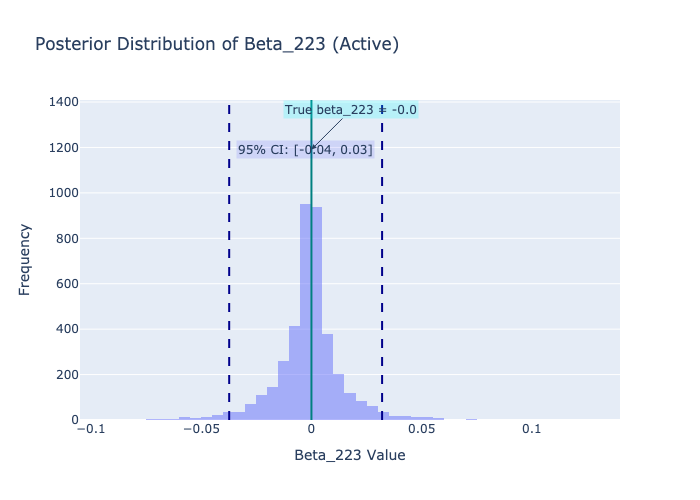 Posterior Distribution of Beta_223 (Active)
1400
True beta_223 = -0.0
1200
95% CI: [-0.04, 0.03]
1000
800
600
400
200
0
Frequency
−0.1
−0.05
0
0.05
0.1
Beta_223 Value